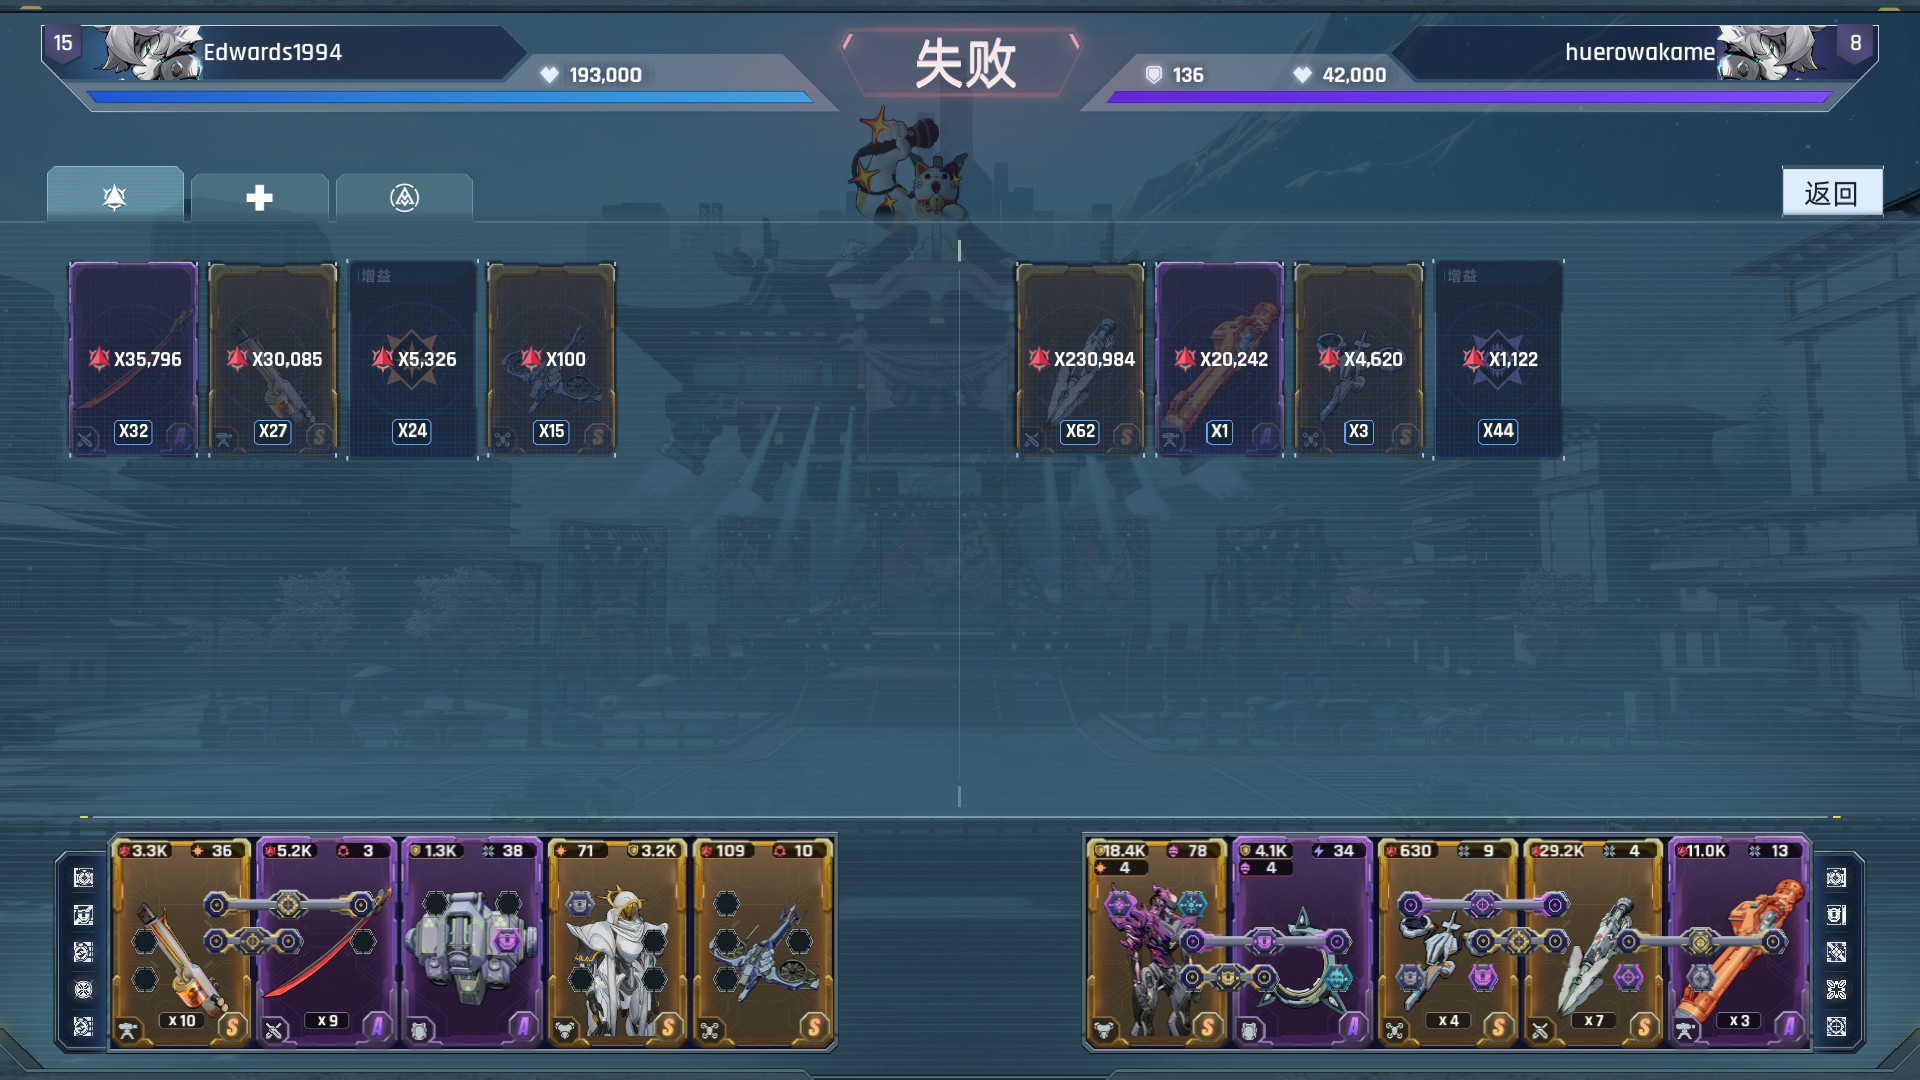 15
Edwards1994
193,000
失败
136
42,000
huerowakame
8
返回
增益
增益
X35,796
X30,085
X5,326
X100
X230,984
X20,242
X4,620
X1,122
X32
X27
X24
X15
X62
X1
X3
X44
A
S
S
S
A
S
3.3K
36
5.2K
3
1.3K
38
71
3.2K
109
10
18.4K
78
4
4.1K
34
4
630
9
29.2K
4
11.0K
13
x10
S
x9
A
A
S
S
S
A
x4
S
x7
S
x3
A